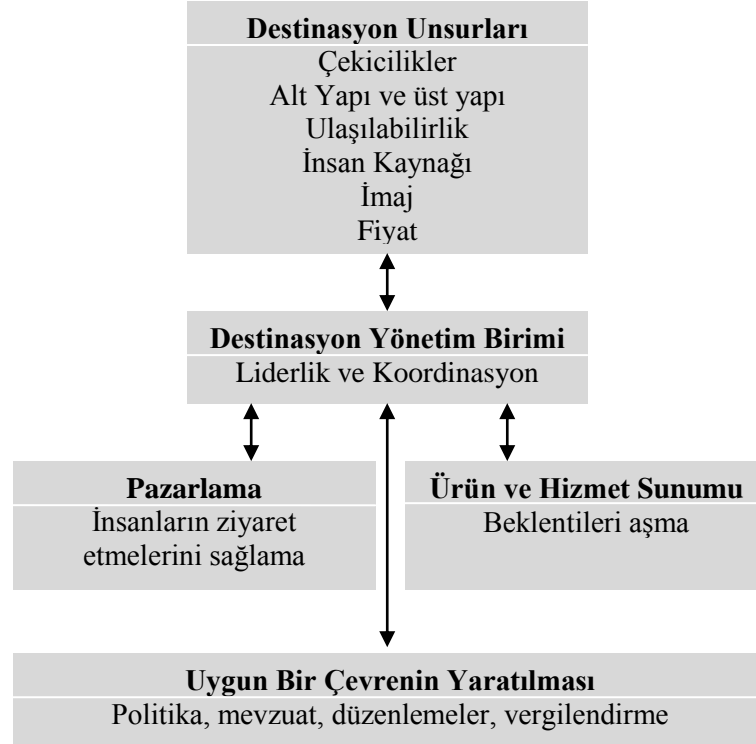 Destinasyon Unsurları
Çekicilikler
Alt Yapı ve üst yapı
Ulaşılabilirlik
İnsan Kaynağı
İmaj
Fiyat
Destinasyon Yönetim Birimi
Liderlik ve Koordinasyon
Pazarlama
İnsanların ziyaret
etmelerini sağlama
Ürün ve Hizmet Sunumu
Beklentileri aşma
Uygun Bir Çevrenin Yaratılması
Politika, mevzuat, düzenlemeler, vergilendirme